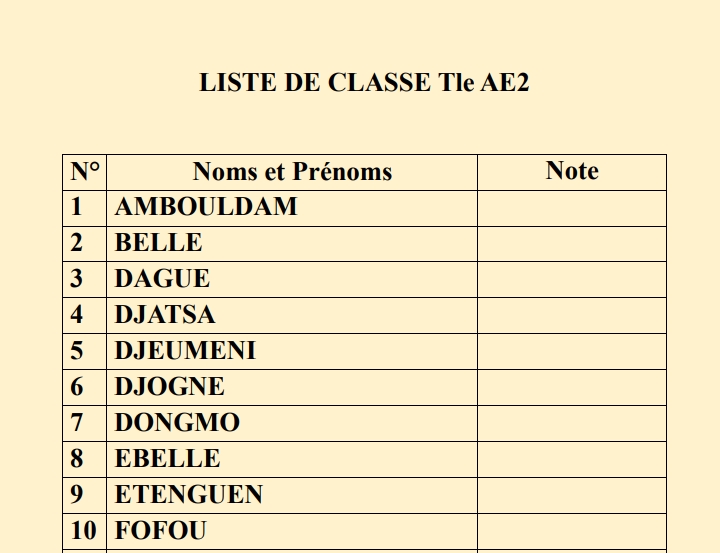 LISTE DE CLASSE Tle AE2
N° Noms et Prénoms Note
1 AMBOULDAM
2 BELLE
3 DAGUE
4 DJATSA
5 DJEUMENI
6 DJOGNE
7 DONGMO
8 EBELLE
9 ETENGUEN
10 FOFOU